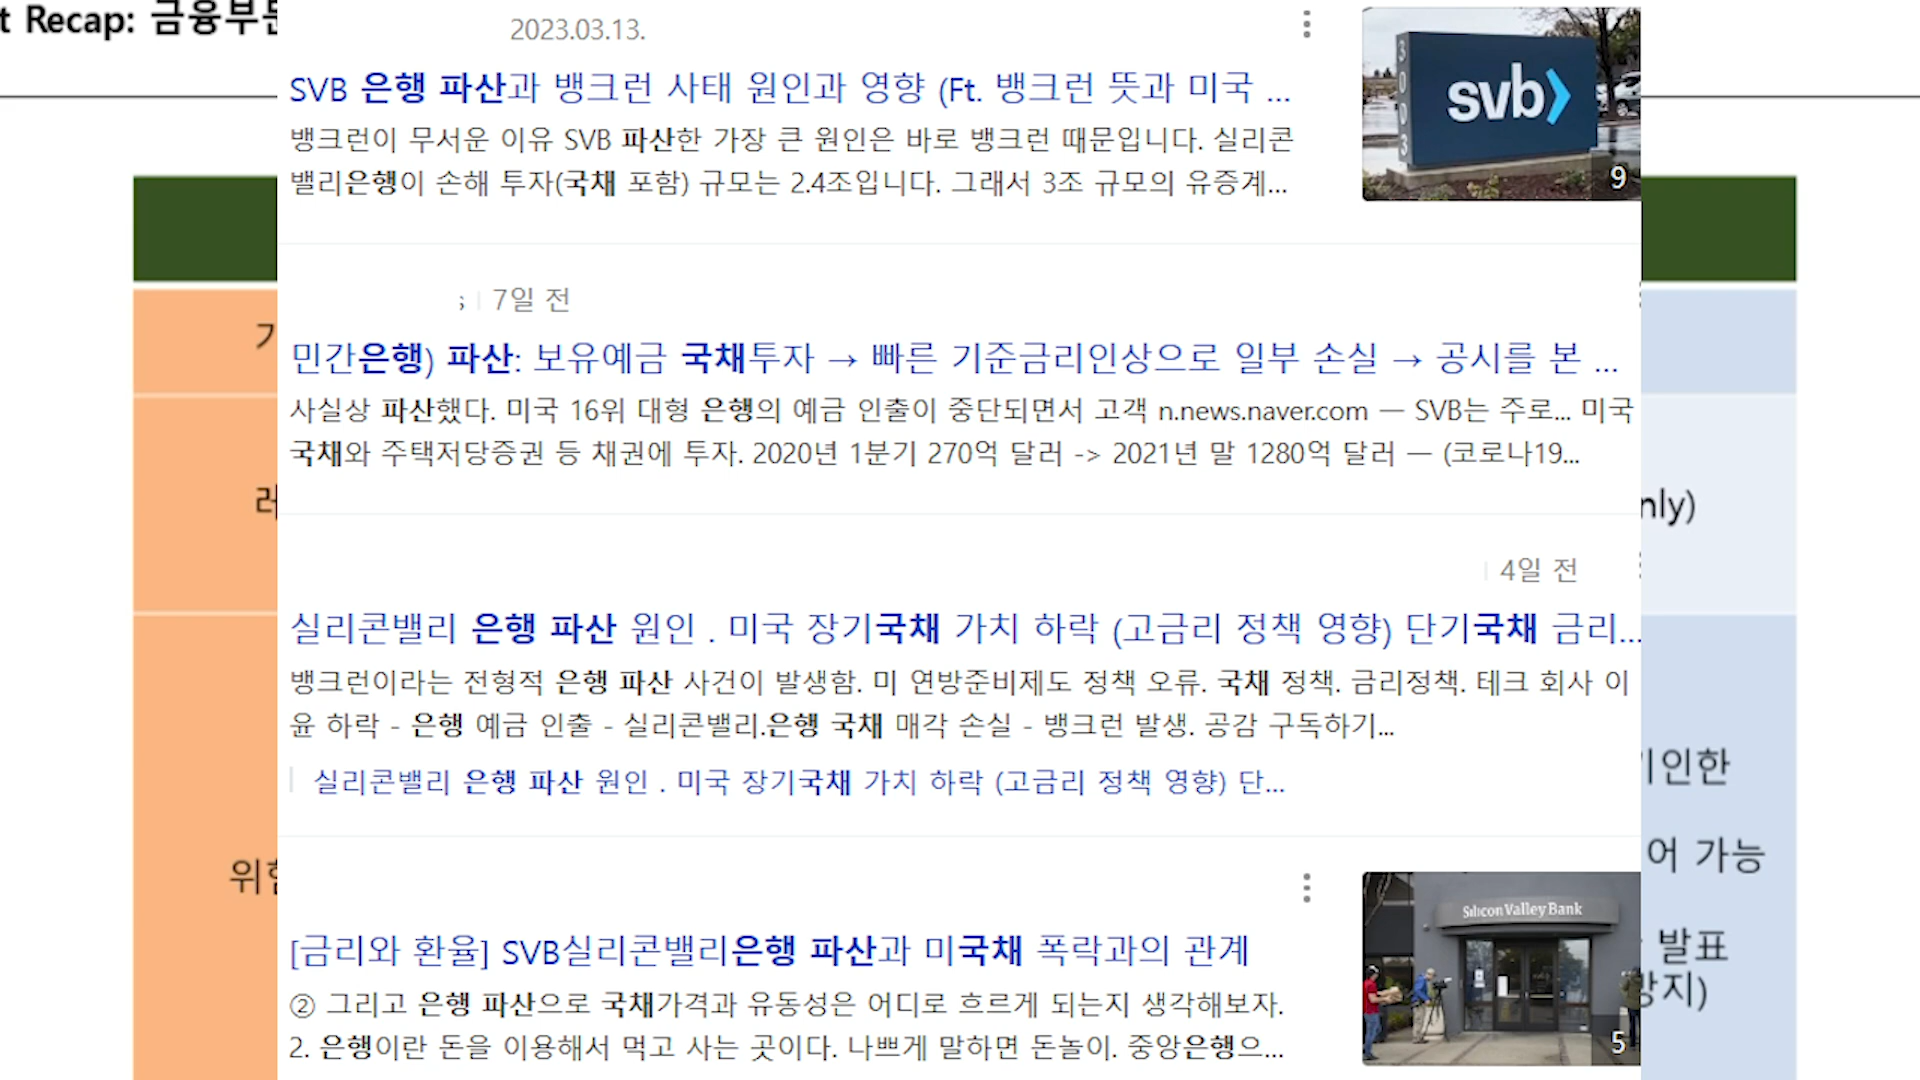 t Recap: 금융부
2023.03.13.
SVB 은행 파산과 뱅크런 사태 원인과 영향 (Ft. 뱅크런 뜻과 미국 ...
뱅크런이 무서운 이유 SVB 파산한 가장 큰 원인은 바로 뱅크런 때문입니다. 실리콘
밸리은행이 손해 투자(국채 포함) 규모는 2.4조입니다. 그래서 3조 규모의 유증계...
3003
svb
9
7일 전
민간은행) 파산: 보유예금 국채투자 → 빠른 기준금리인상으로 일부 손실 → 공시를 본 ...
사실상 파산했다. 미국 16위 대형 은행의 예금 인출이 중단되면서 고객 n.news.naver.com — SVB는 주로... 미국
국채와 주택저당증권 등 채권에 투자. 2020년 1분기 270억 달러 -> 2021년 말 1280억 달러 — (코로나19...
nly)
4일 전
실리콘밸리 은행 파산 원인 . 미국 장기국채 가치 하락 (고금리 정책 영향) 단기국채 금리...
뱅크런이라는 전형적 은행 파산 사건이 발생함. 미 연방준비제도 정책 오류. 국채 정책. 금리정책. 테크 회사 이
윤 하락 - 은행 예금 인출 - 실리콘밸리.은행 국채 매각 손실 - 뱅크런 발생. 공감 구독하기...
실리콘밸리 은행 파산 원인 . 미국 장기국채 가치 하락 (고금리 정책 영향) 단...
인한
위
어 가능
Silicon Valley Bank
[금리와 환율] SVB실리콘밸리은행 파산과 미국채 폭락과의 관계
발표
② 그리고 은행 파산으로 국채가격과 유동성은 어디로 흐르게 되는지 생각해보자.
지)
2. 은행이란 돈을 이용해서 먹고 사는 곳이다. 나쁘게 말하면 돈놀이. 중앙은행으...
5